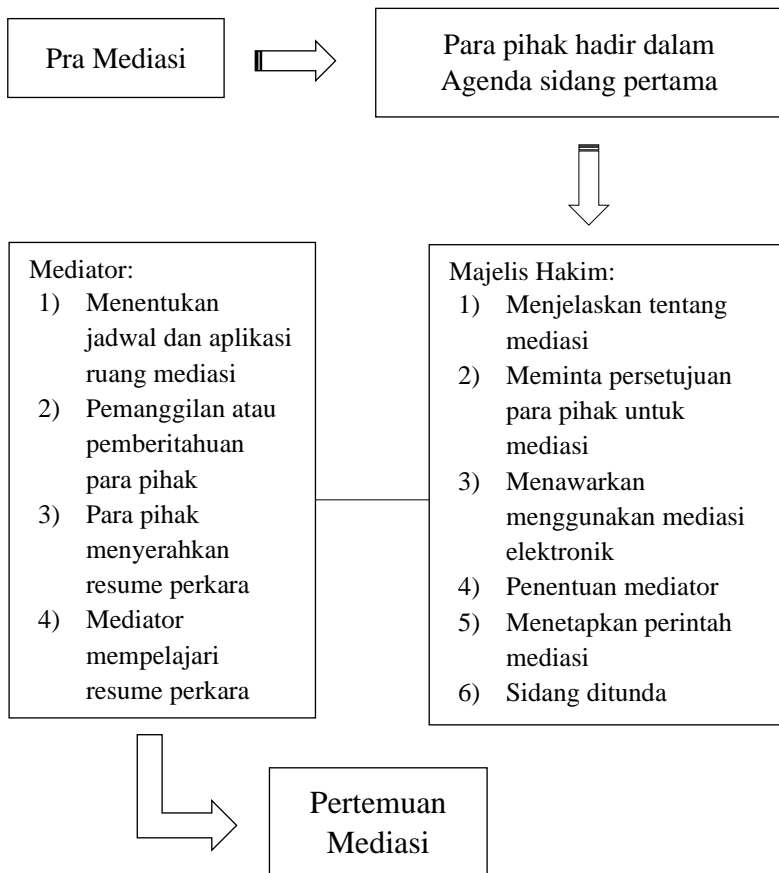 Pra Mediasi
Para pihak hadir dalam
Agenda sidang pertama
Majelis Hakim:
1) Menjelaskan tentang
mediasi
2) Meminta persetujuan
para pihak untuk
mediasi
3) Menawarkan
menggunakan mediasi
elektronik
4) Penentuan mediator
5) Menetapkan perintah
mediasi
6) Sidang ditunda
Mediator:
1) Menentukan
jadwal dan aplikasi
ruang mediasi
2) Pemanggilan atau
pemberitahuan
para pihak
3) Para pihak
menyerahkan
resume perkara
4) Mediator
mempelajari
resume perkara
Pertemuan
Mediasi